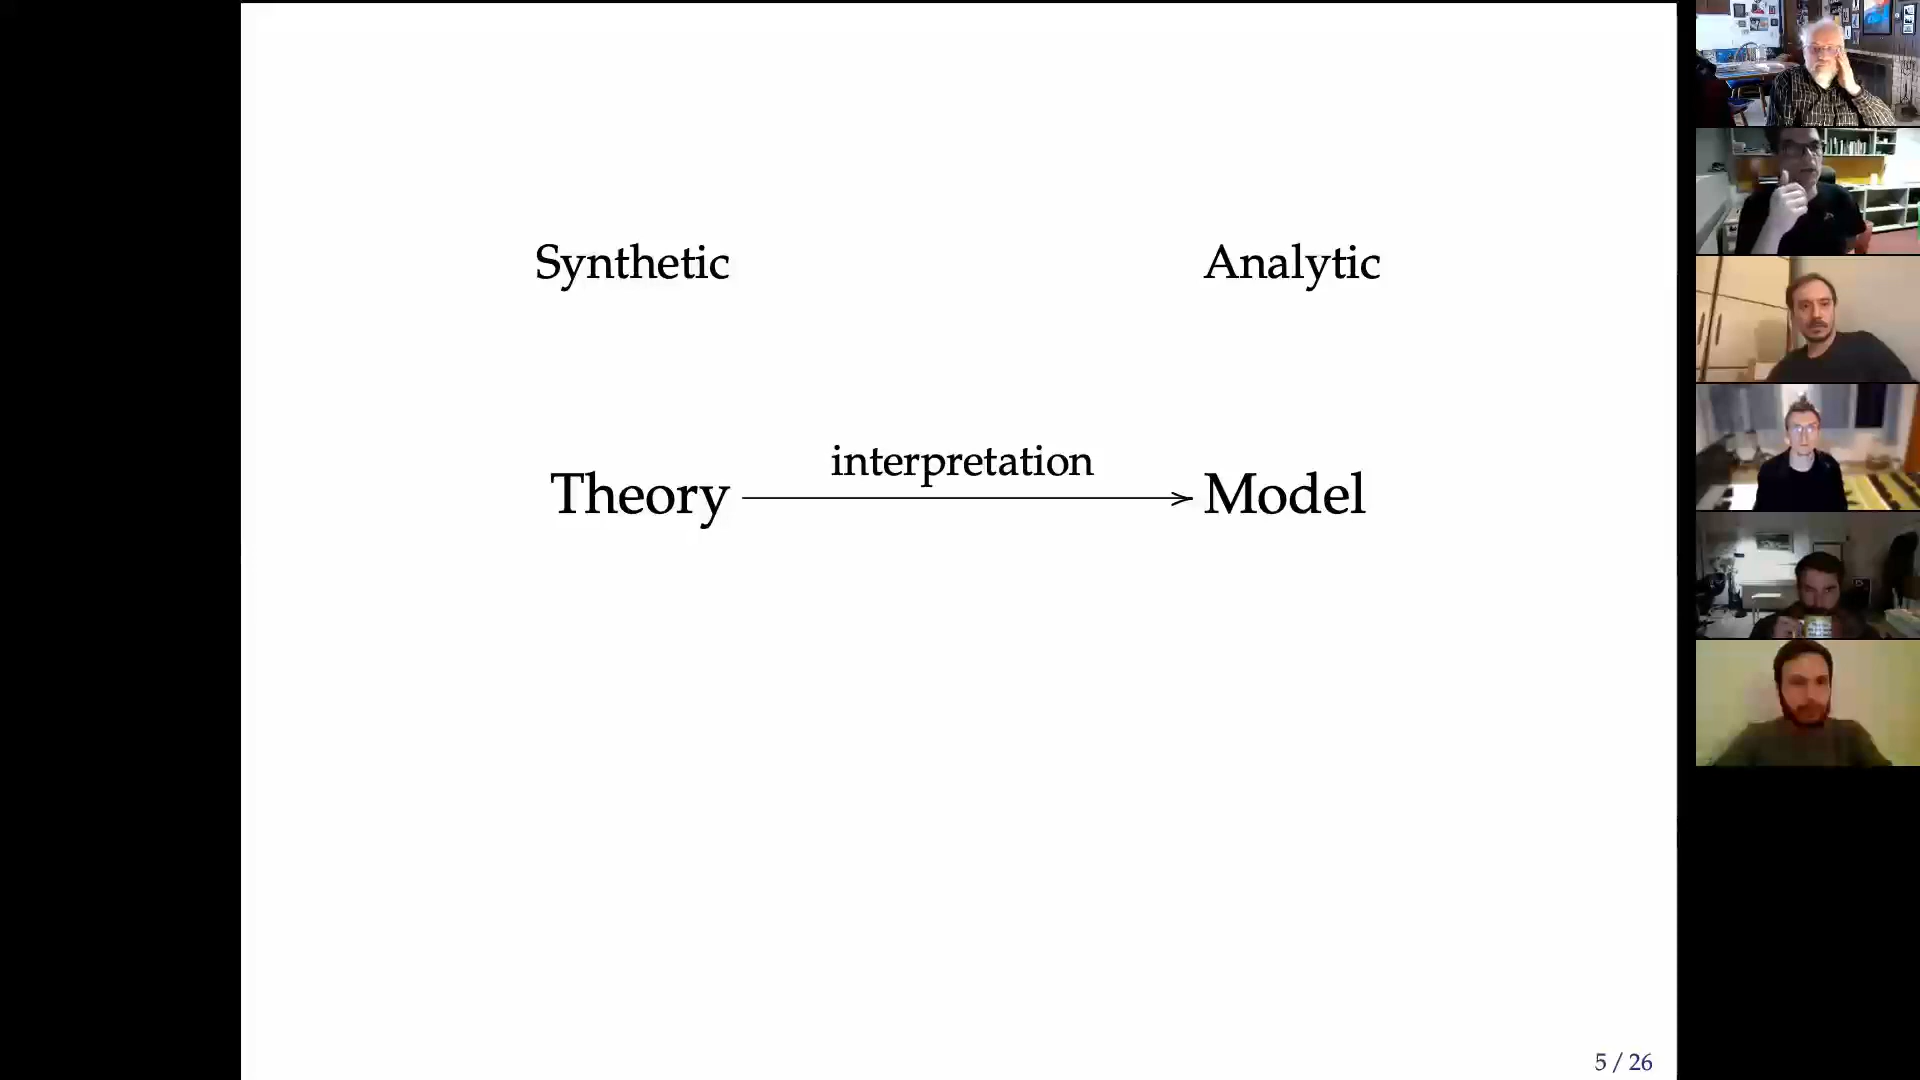 Synthetic Analytic
interpretation
Theory Model
5 / 26